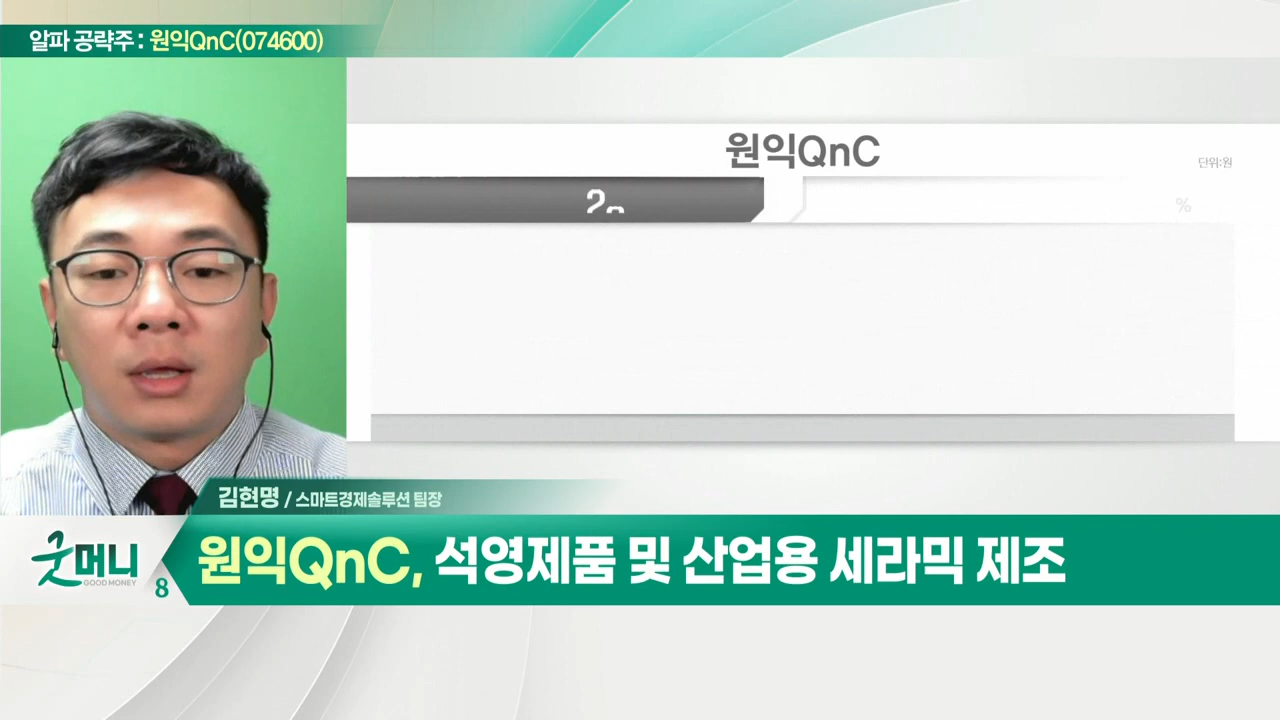 알파 공략주 : 원익QnC(074600)
원익QnC
단위:원
%
김현명 / 스마트경제솔루션 팀장
굿머니
GOOD MONEY
8
원익QnC, 석영제품 및 산업용 세라믹 제조